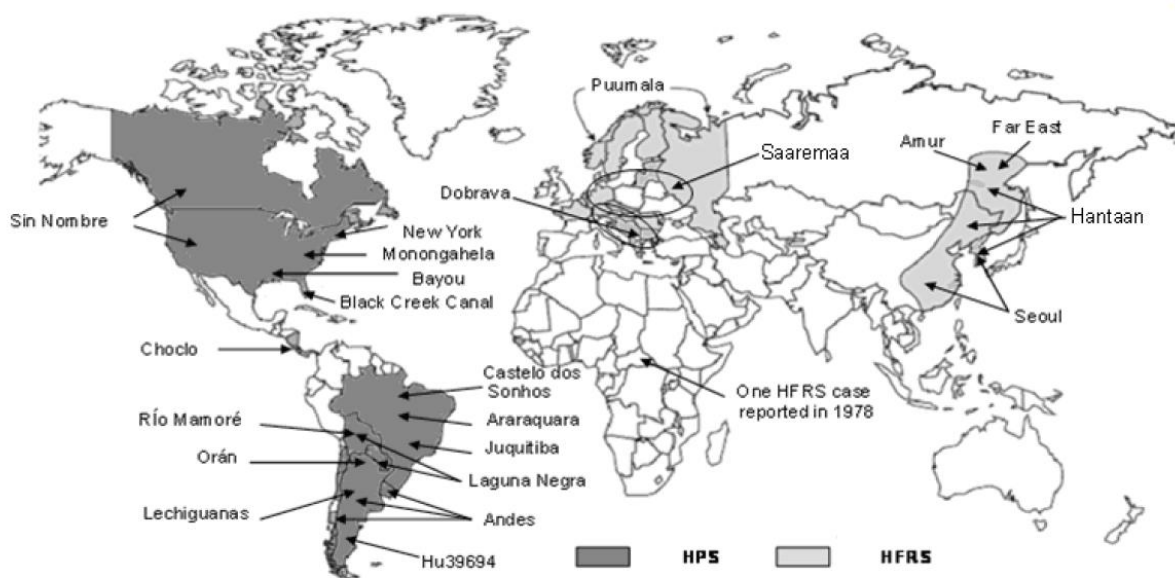 Puumala
Far East
Amur
Saaremaa
Dobrava
Sin Nombre
Hantaan
New York
Monongahela
Bayou
Black Creek Canal
Seoul
Choclo
Castelo dos
Sonhos
One HFRS case
reported in 1978
RÍo Mamoré
Araraquara
Juquitiba
Orán
Laguna Negra
Lechiguanas
Andes
Hu39694
HPS
HFRS